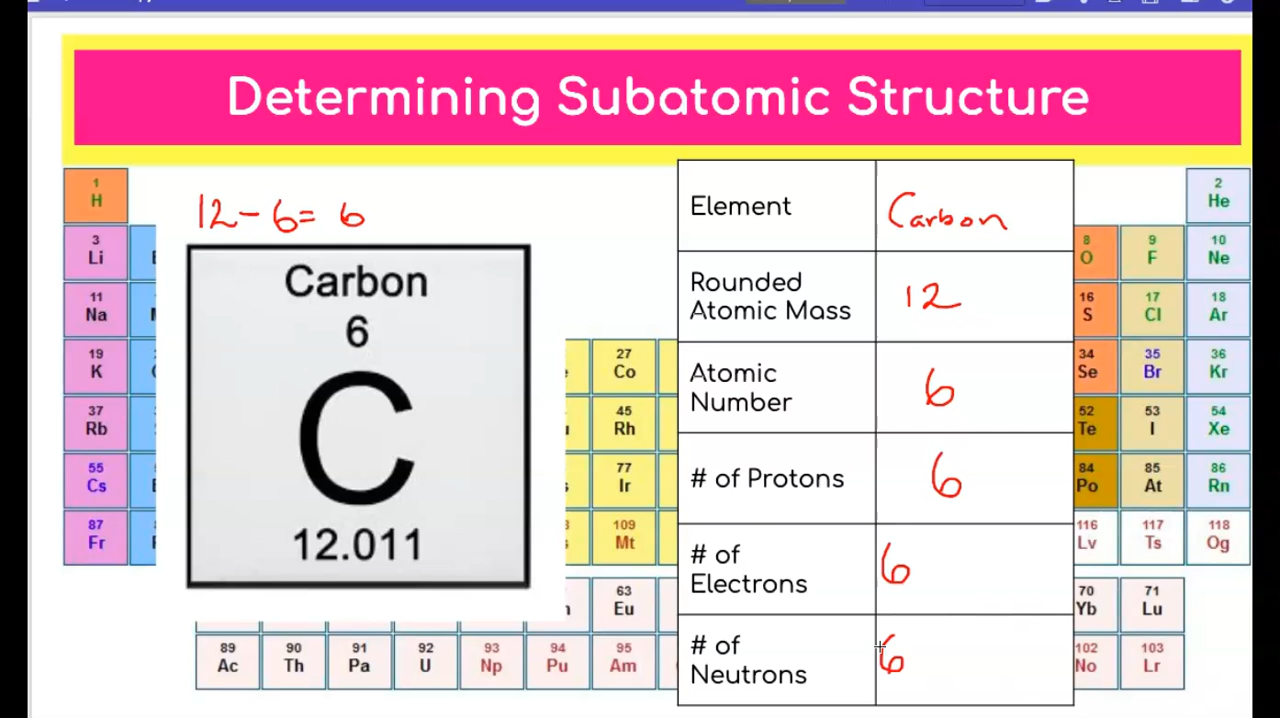 Determining Subatomic Structure
12 - 6 = 6
Carbon
6
C
12.011
Element Carbon
Rounded
Atomic Mass 12
Atomic
Number 6
# of Protons 6
# of
Electrons 6
# of
Neutrons 6
1
H
2
He
3
Li
8
O
9
F
10
Ne
11
Na
16
S
17
Cl
18
Ar
19
K
27
Co
34
Se
35
Br
36
Kr
37
Rb
45
Rh
52
Te
53
I
54
Xe
55
Cs
77
Ir
84
Po
85
At
86
Rn
87
Fr
109
Mt
116
Lv
117
Ts
118
Og
63
Eu
70
Yb
71
Lu
89
Ac
90
Th
91
Pa
92
U
93
Np
94
Pu
95
Am
102
No
103
Lr